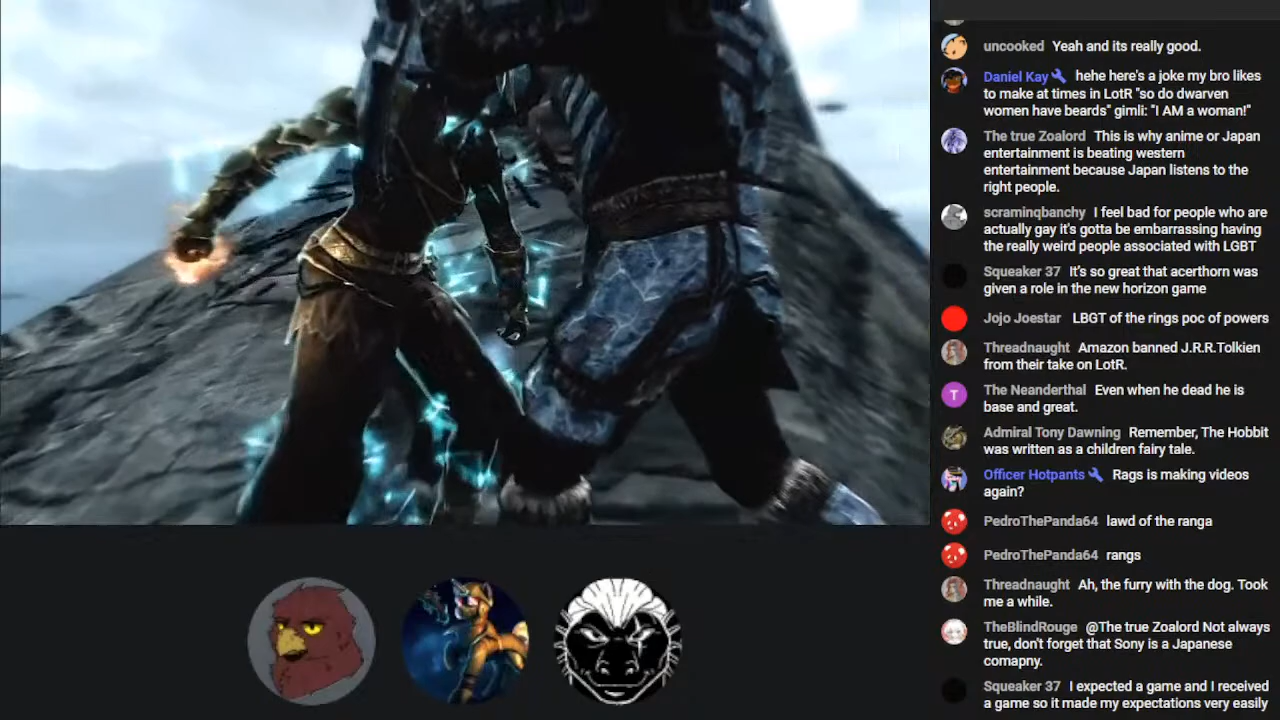 uncooked Yeah and its really good.
Daniel Kay hehe here's a joke my bro likes
to make at times in LotR "so do dwarven
women have beards" gimli: "I AM a woman!"
The true Zoalord This is why anime or Japan
entertainment is beating western
entertainment because Japan listens to the
right people.
scraminqbanchy I feel bad for people who are
actually gay it's gotta be embarrassing having
the really weird people associated with LGBT
Squeaker 37 It's so great that acerthorn was
given a role in the new horizon game
Jojo Joestar LBGT of the rings poc of powers
Threadnaught Amazon banned J.R.R.Tolkien
from their take on LotR.
T
The Neanderthal Even when he dead he is
base and great.
Admiral Tony Dawning Remember, The Hobbit
was written as a children fairy tale.
Officer Hotpants Rags is making videos
again?
PedroThePanda64 lawd of the ranga
PedroThePanda64 rangs
Threadnaught Ah, the furry with the dog. Took
me a while.
TheBlindRouge @The true Zoalord Not always
true, don't forget that Sony is a Japanese
comapny.
Squeaker 37 I expected a game and I received
a game so it made my expectations very easily